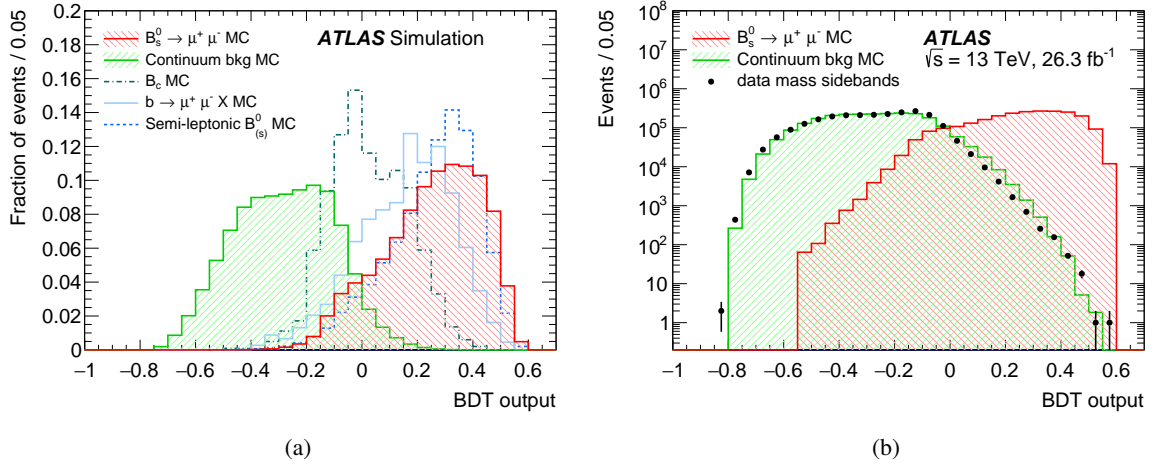 Fraction of events / 0.05
0.2
0.18
0.16
0.14
0.12
0.1
0.08
0.06
0.04
0.02
0
B⁰ₛ → μ⁺ μ⁻ MC
Continuum bkg MC
B_c MC
b → μ⁺ μ⁻ X MC
Semi-leptonic B⁰₍ₛ₎ MC
ATLAS Simulation
−1 −0.8 −0.6 −0.4 −0.2 0 0.2 0.4 0.6
BDT output
(a)
Events / 0.05
10⁸
10⁷
10⁶
10⁵
10⁴
10³
10²
10
1
B⁰ₛ → μ⁺ μ⁻ MC
Continuum bkg MC
data mass sidebands
ATLAS
√s = 13 TeV, 26.3 fb⁻¹
−1 −0.8 −0.6 −0.4 −0.2 0 0.2 0.4 0.6
BDT output
(b)